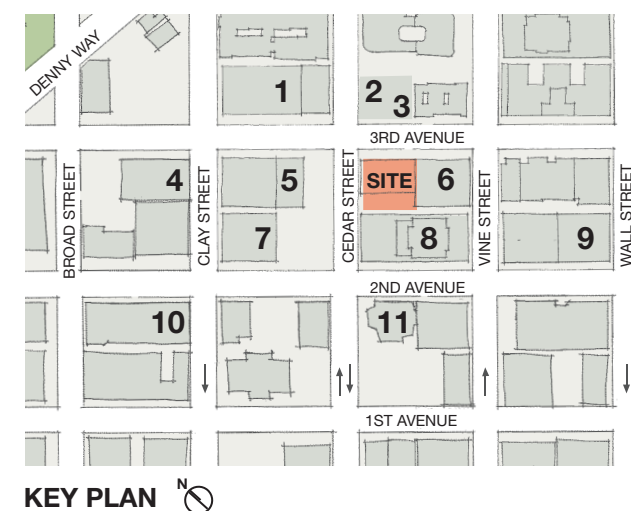 DENNY WAY
1
2
3
3RD AVENUE
BROAD STREET
4
CLAY STREET
5
CEDAR STREET
SITE
6
VINE STREET
WALL STREET
7
8
9
2ND AVENUE
10
11
1ST AVENUE
KEY PLAN
N